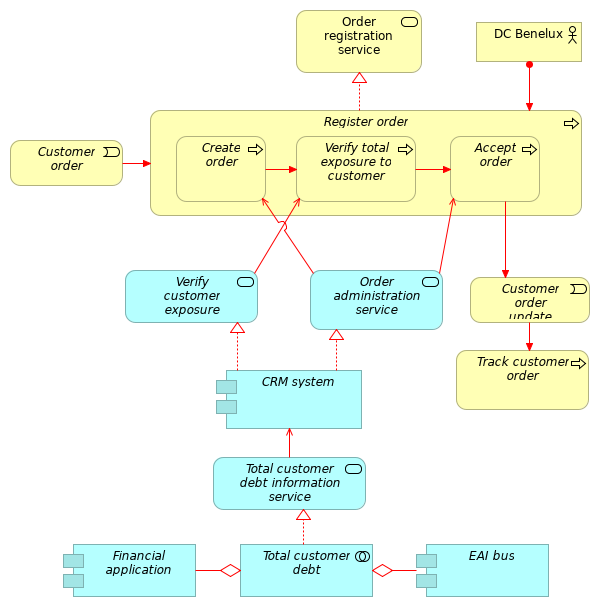 Order
registration
service
DC Benelux
Register order
Customer
order
Create
order
Verify total
exposure to
customer
Accept
order
Verify
customer
exposure
Order
administration
service
Customer
order
update
Track customer
order
CRM system
Total customer
debt information
service
Financial
application
Total customer
debt
EAI bus